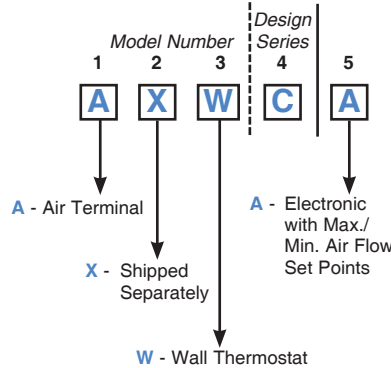 Model Number
Design
Series
1 2 3 4 5
A X W C A
A - Air Terminal
A - Electronic
with Max./
Min. Air Flow
Set Points
X - Shipped
Separately
W - Wall Thermostat